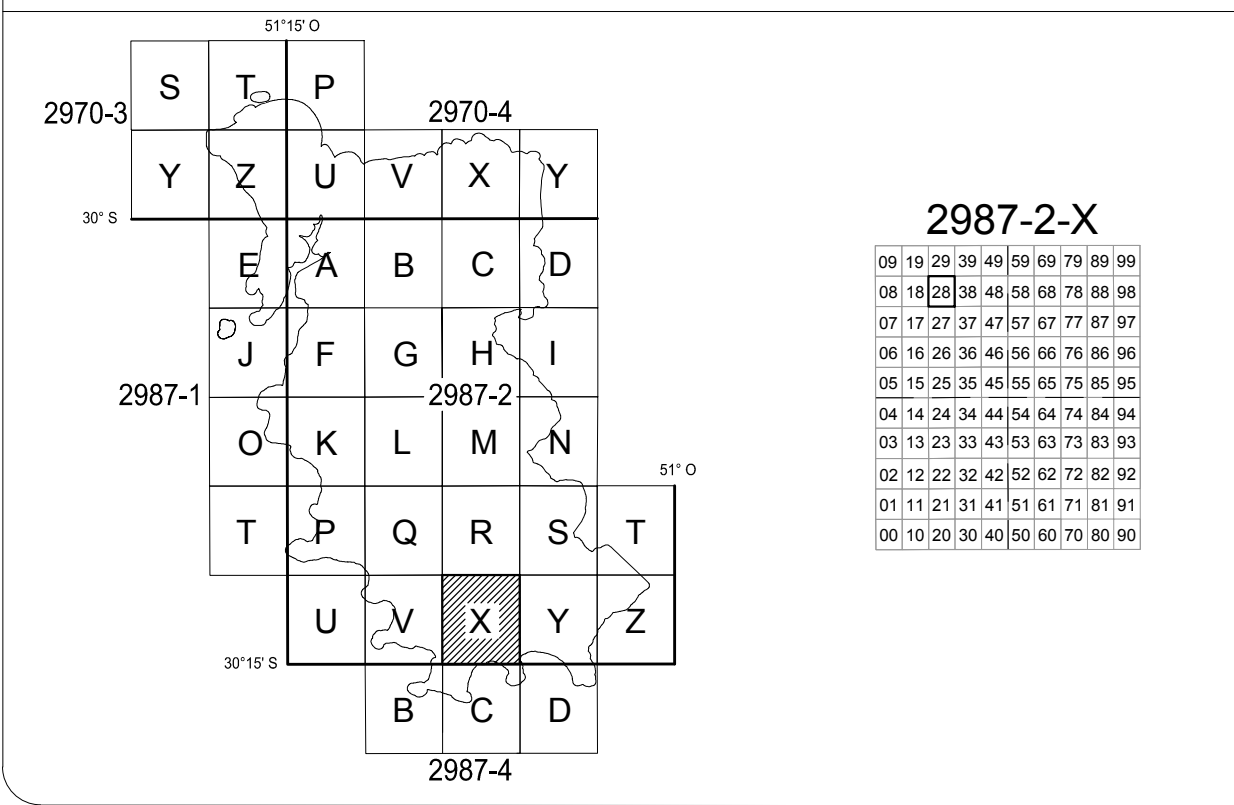 51°15' O
S T P
2970-3 2970-4
Y Z U V X Y
30° S
E A B C D
J F G H I
2987-1 2987-2
O K L M N
51° O
T P Q R S T
U V X Y Z
30°15' S
B C D
2987-4
2987-2-X
09 19 29 39 49 59 69 79 89 99
08 18 28 38 48 58 68 78 88 98
07 17 27 37 47 57 67 77 87 97
06 16 26 36 46 56 66 76 86 96
05 15 25 35 45 55 65 75 85 95
04 14 24 34 44 54 64 74 84 94
03 13 23 33 43 53 63 73 83 93
02 12 22 32 42 52 62 72 82 92
01 11 21 31 41 51 61 71 81 91
00 10 20 30 40 50 60 70 80 90